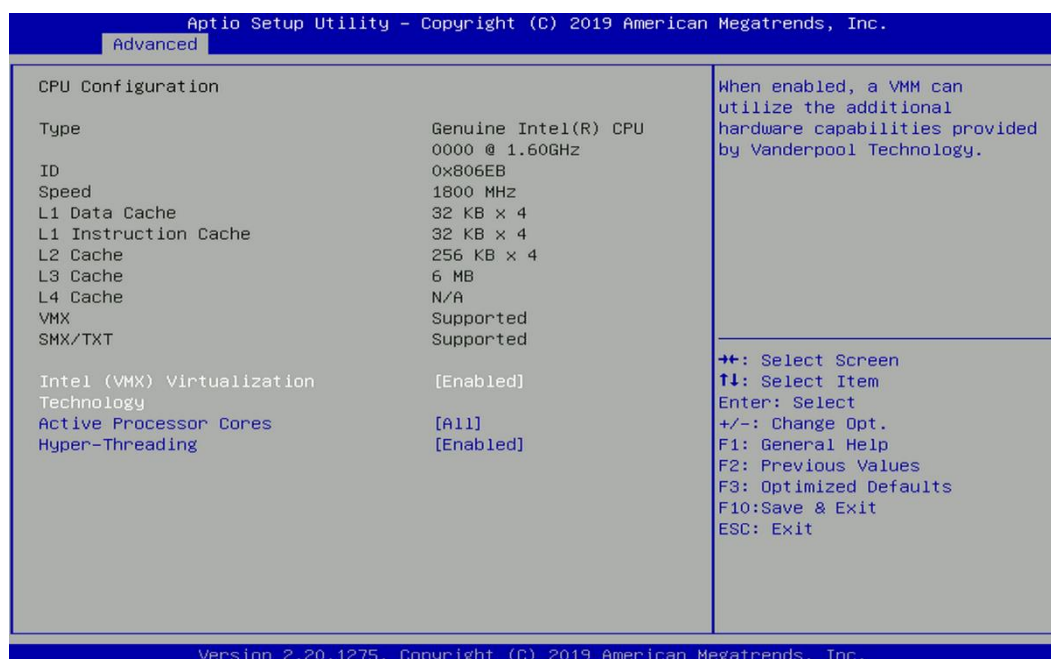 Aptio Setup Utility – Copyright (C) 2019 American Megatrends, Inc.
Advanced
CPU Configuration
Type Genuine Intel(R) CPU
0000 @ 1.60GHz
ID 0x806EB
Speed 1800 MHz
L1 Data Cache 32 KB x 4
L1 Instruction Cache 32 KB x 4
L2 Cache 256 KB x 4
L3 Cache 6 MB
L4 Cache N/A
VMX Supported
SMX/TXT Supported
Intel (VMX) Virtualization [Enabled]
Technology
Active Processor Cores [All]
Hyper-Threading [Enabled]
When enabled, a VMM can
utilize the additional
hardware capabilities provided
by Vanderpool Technology.
→←: Select Screen
↑↓: Select Item
Enter: Select
+/-: Change Opt.
F1: General Help
F2: Previous Values
F3: Optimized Defaults
F10:Save & Exit
ESC: Exit
Version 2.20.1275. Copyright (C) 2019 American Megatrends, Inc.